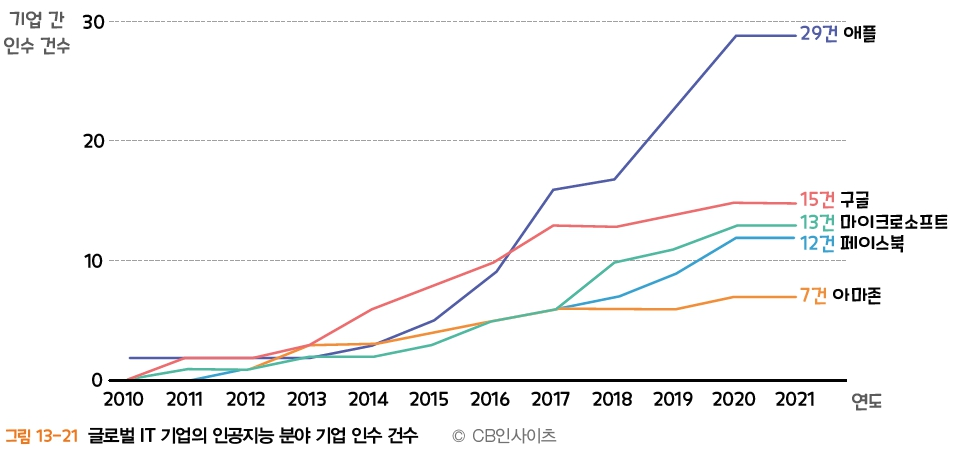 기업 간
인수 건수
30
20
10
0
29건 애플
15건 구글
13건 마이크로소프트
12건 페이스북
7건 아마존
2010 2011 2012 2013 2014 2015 2016 2017 2018 2019 2020 2021 연도
그림 13-21 글로벌 IT 기업의 인공지능 분야 기업 인수 건수 © CB인사이츠